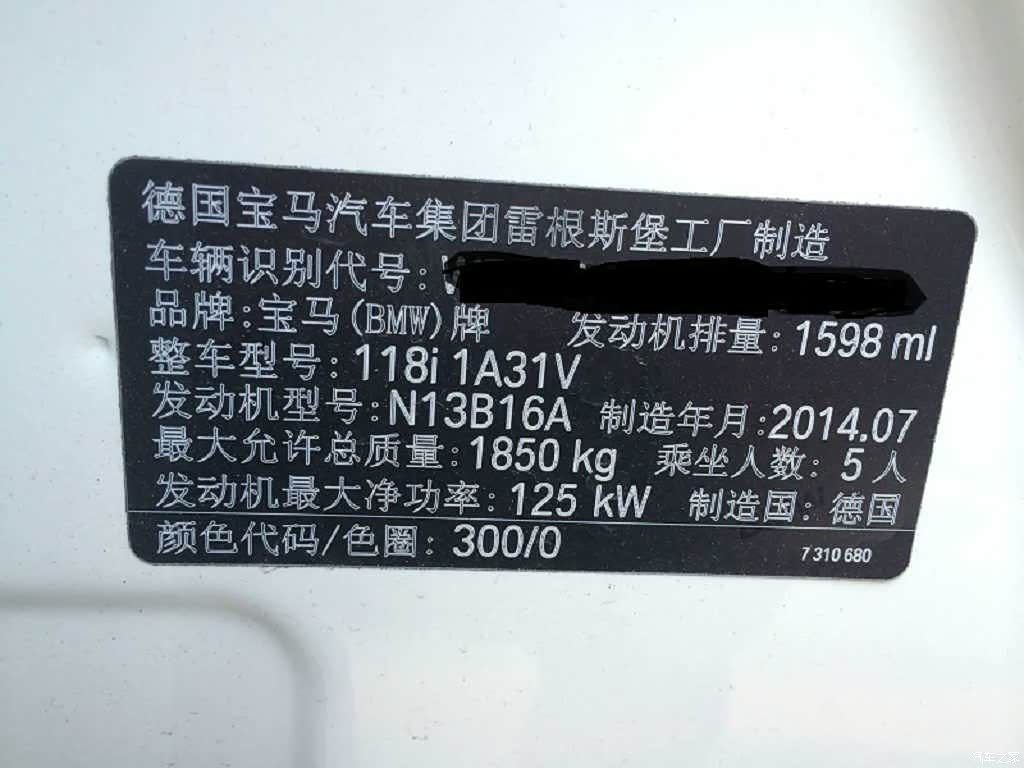 德国宝马汽车集团雷根斯堡工厂制造
车辆识别代号:
品牌:宝马(BMW)牌 发动机排量: 1598 ml
整车型号: 118i 1A31V
发动机型号: N13B16A 制造年月:2014.07
最大允许总质量: 1850 kg 乘坐人数: 5 人
发动机最大净功率: 125 kW 制造国: 德国
颜色代码/色圈: 300/0 7 310 680
汽车之家